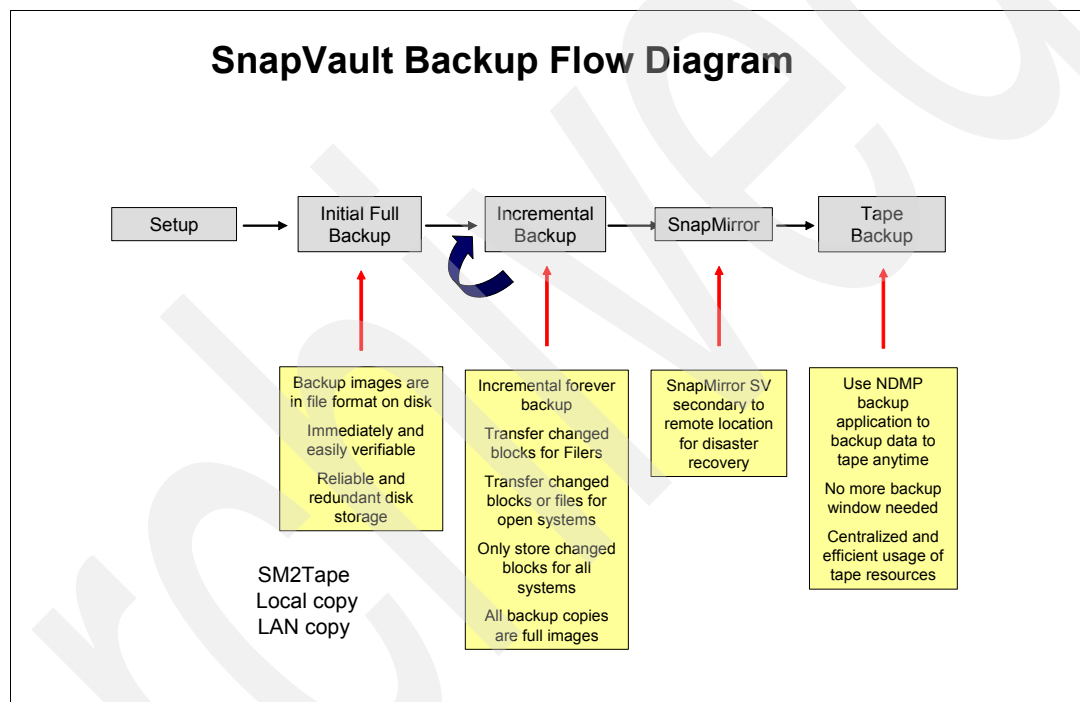 SnapVault Backup Flow Diagram
Setup
Initial Full
Backup
Incremental
Backup
SnapMirror
Tape
Backup
Backup images are
in file format on disk
Immediately and
easily verifiable
Reliable and
redundant disk
storage
Incremental forever
backup
Transfer changed
blocks for Filers
Transfer changed
blocks or files for
open systems
Only store changed
blocks for all
systems
All backup copies
are full images
SnapMirror SV
secondary to
remote location
for disaster
recovery
Use NDMP
backup
application to
backup data to
tape anytime
No more backup
window needed
Centralized and
efficient usage of
tape resources
SM2Tape
Local copy
LAN copy